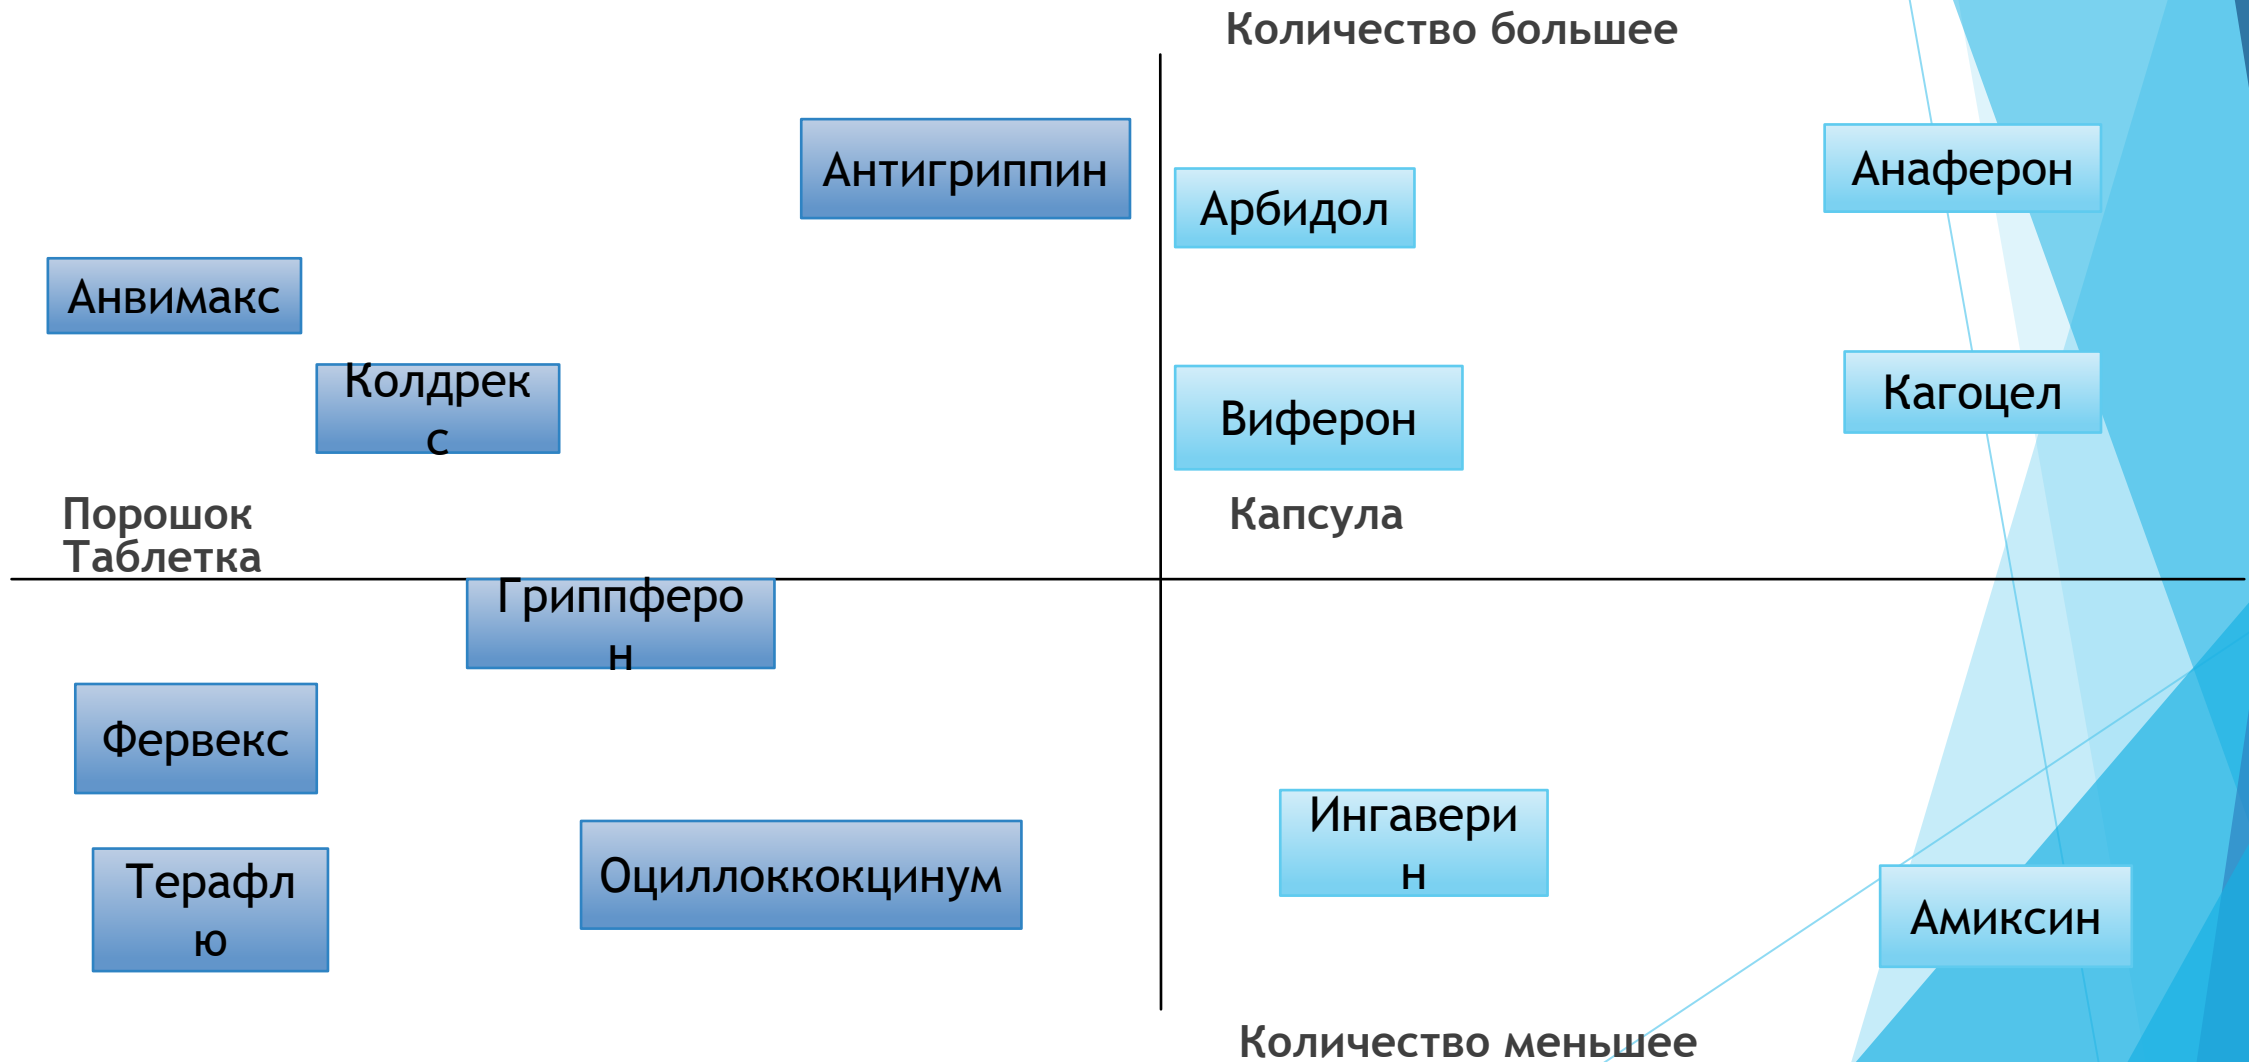 Количество большее
Антигриппин
Арбидол
Анаферон
Анвимакс
Колдрек
с
Виферон
Кагоцел
Порошок
Таблетка
Капсула
Гриппферо
н
Фервекс
Терафл
ю
Оциллоккокцинум
Ингавери
н
Амиксин
Количество меньшее